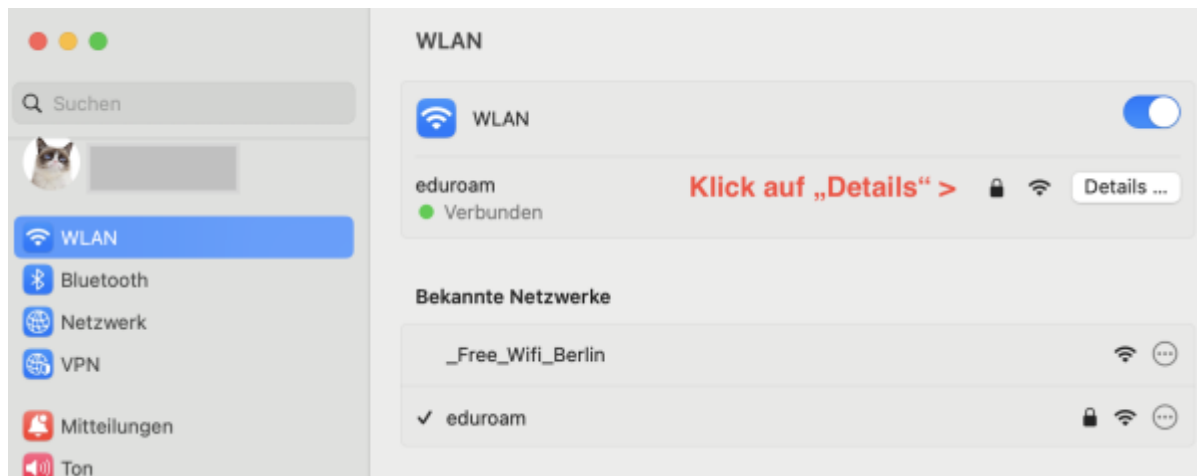 WLAN
Suchen
WLAN
eduroam
Klick auf „Details“ >
Details ...
Verbunden
WLAN
Bluetooth
Netzwerk
VPN
Mitteilungen
Ton
Bekannte Netzwerke
_Free_Wifi_Berlin
eduroam